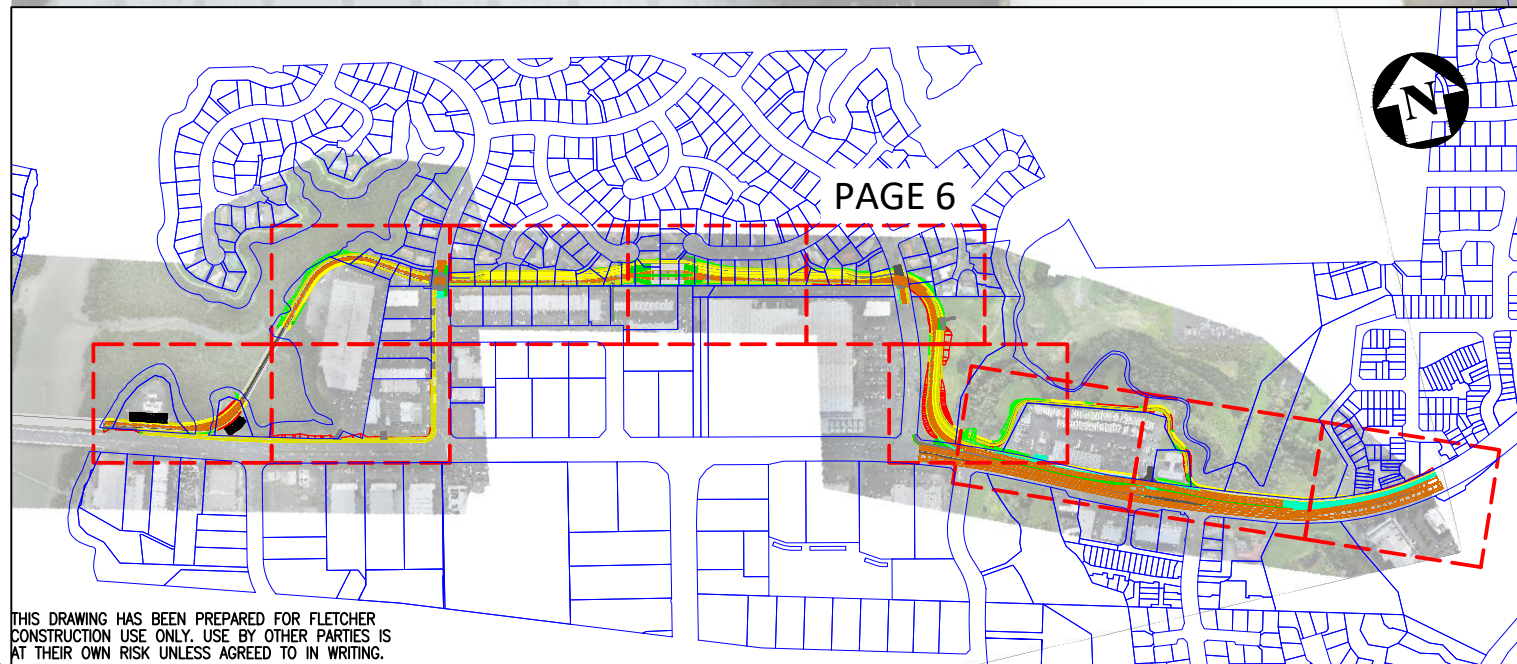 N
PAGE 6
THIS DRAWING HAS BEEN PREPARED FOR FLETCHER
CONSTRUCTION USE ONLY. USE BY OTHER PARTIES IS
AT THEIR OWN RISK UNLESS AGREED TO IN WRITING.